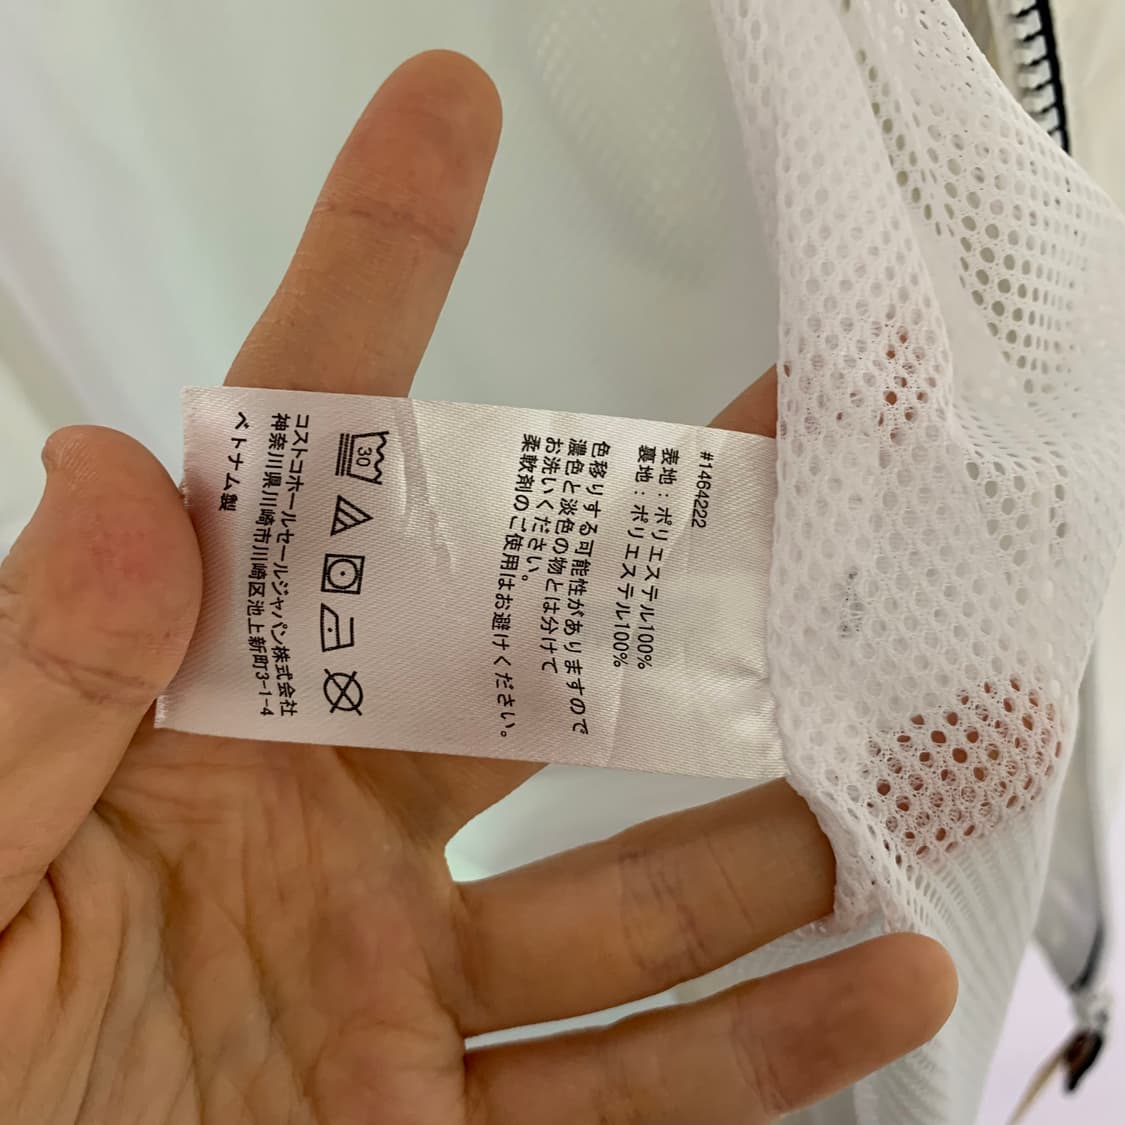 #1464222
表地：ポリエステル100%
裏地：ポリエステル100%
色移りする可能性がありますので
濃色と淡色の物とは分けて
お洗いください。
柔軟剤のご使用はお避けください。
30
コストコホールセールジャパン株式会社
神奈川県川崎市川崎区池上新町3-1-4
ベトナム製